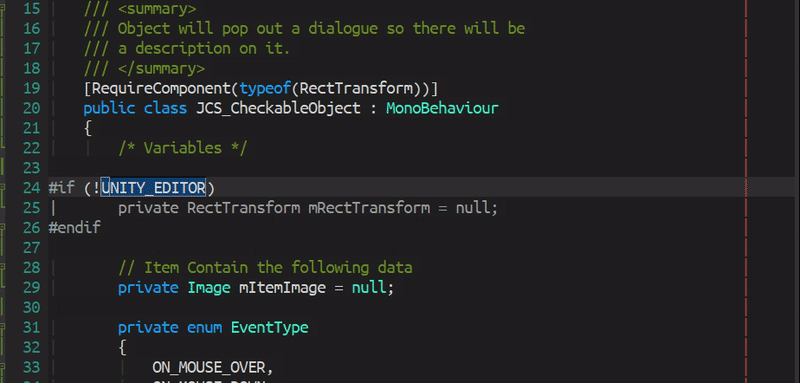 15 /// <summary>
16 /// Object will pop out a dialogue so there will be
17 /// a description on it.
18 /// </summary>
19 [RequireComponent(typeof(RectTransform))]
20 public class JCS_CheckableObject : MonoBehaviour
21 {
22 /* Variables */
23
24 #if (!UNITY_EDITOR)
25 private RectTransform mRectTransform = null;
26 #endif
27
28 // Item Contain the following data
29 private Image mItemImage = null;
30
31 private enum EventType
32 {
33 ON_MOUSE_OVER,
34 ON_MOUSE_DOWN